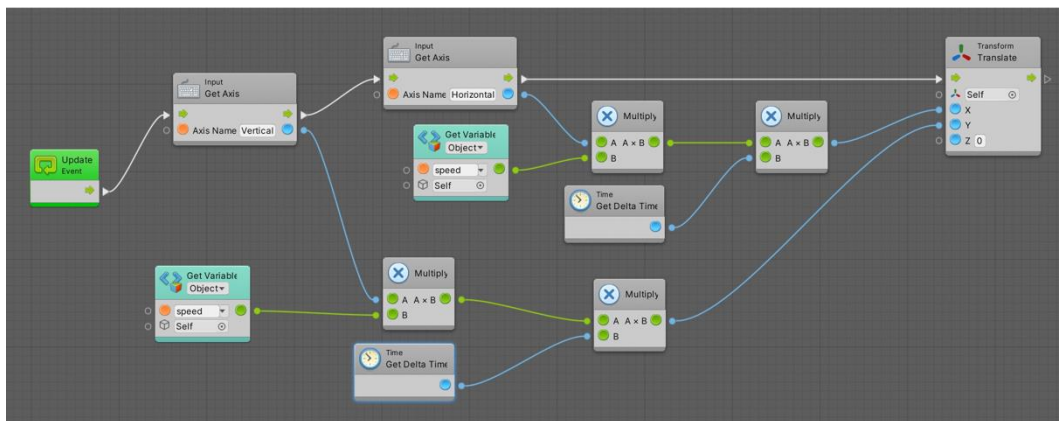 Update
Event
Input
Get Axis
Axis Name Vertical
Input
Get Axis
Axis Name Horizontal
Get Variable
Object
speed
Self
Multiply
A A × B
B
Time
Get Delta Time
Multiply
A A × B
B
Transform
Translate
Self
X
Y
Z 0
Get Variable
Object
speed
Self
Multiply
A A × B
B
Time
Get Delta Time
Multiply
A A × B
B